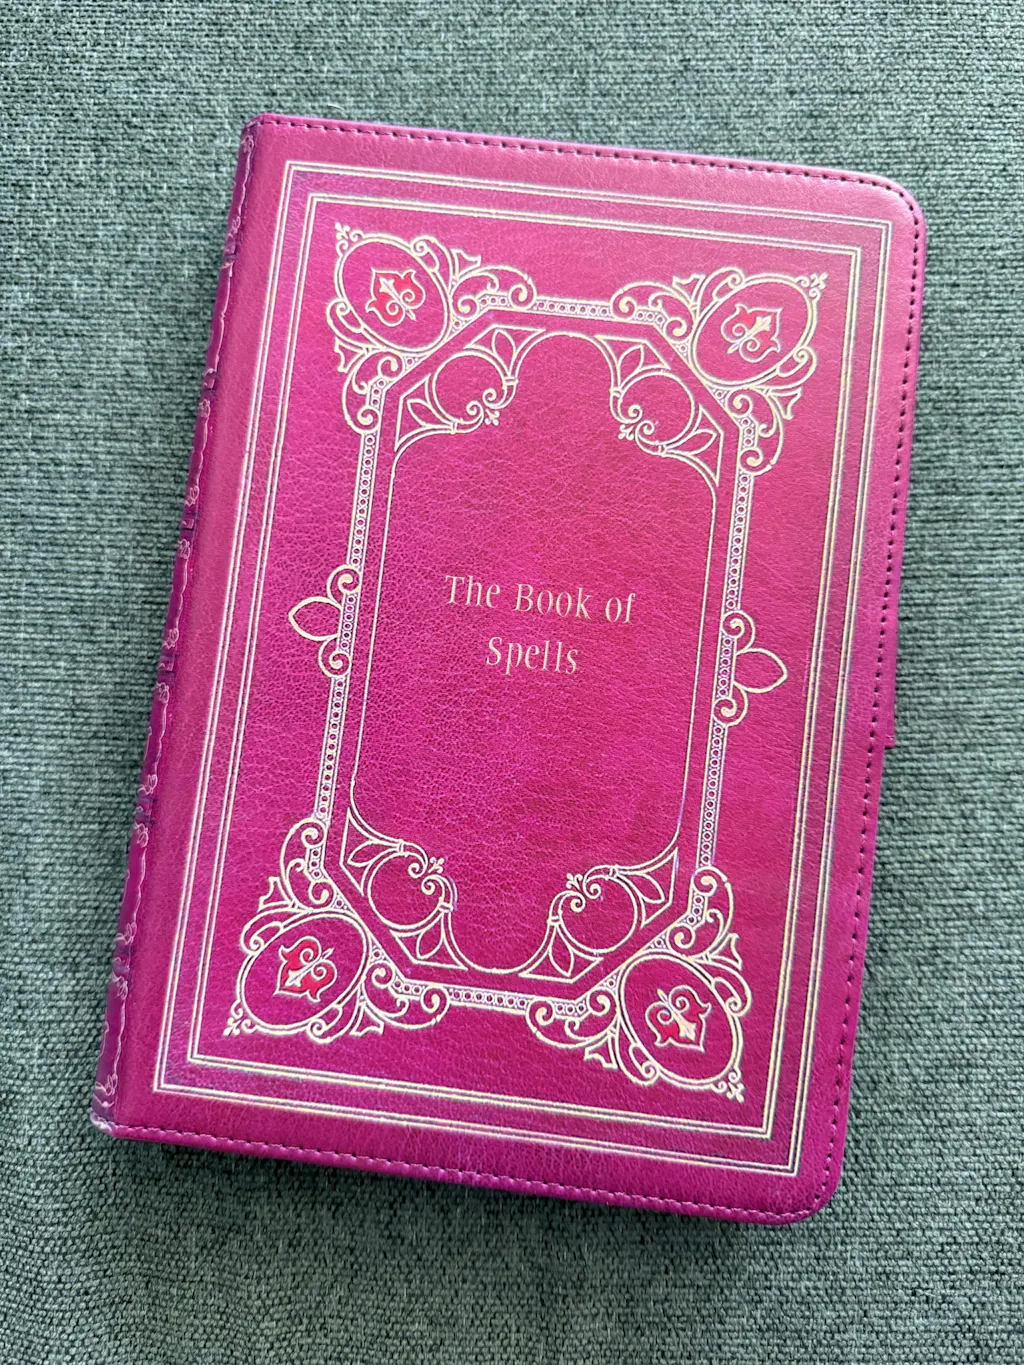 The Book of
Spells